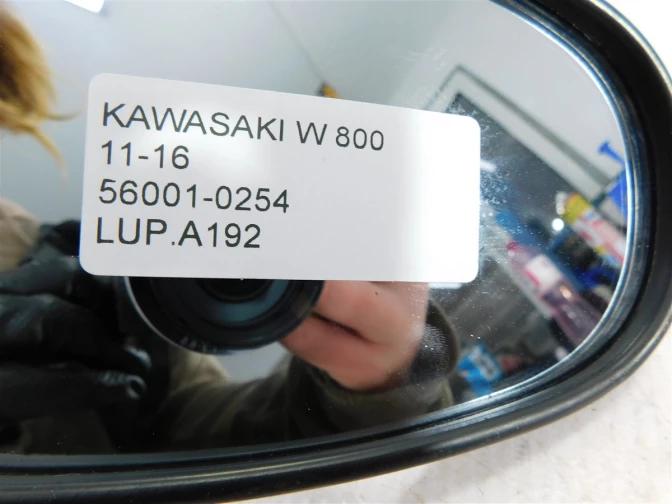 KAWASAKI W 800
11-16
56001-0254
LUP.A192